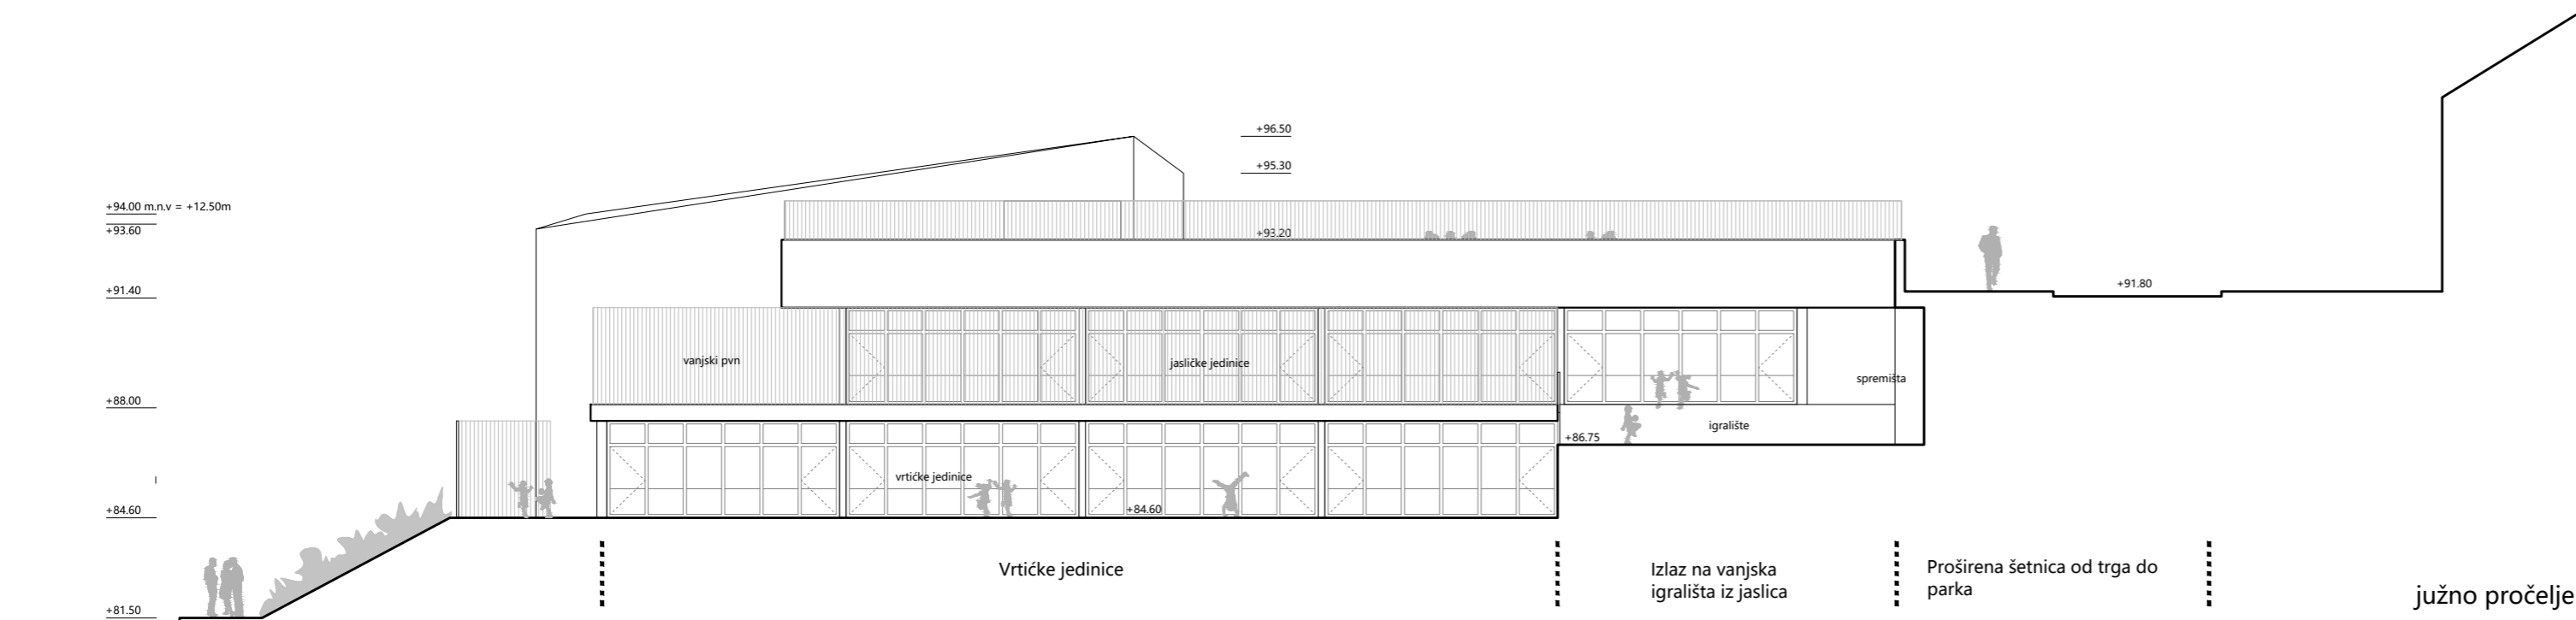 +96.50
+95.30
+94.00 m.n.v = +12.50m
+93.60
+93.20
+91.40
+91.80
vanjski pvn
jasličke jedinice
spremišta
+88.00
igralište
+86.75
vrtićke jedinice
+84.60
+84.60
Vrtićke jedinice
Izlaz na vanjska
igrališta iz jaslica
Proširena šetnica od trga do
parka
južno pročelje
+81.50